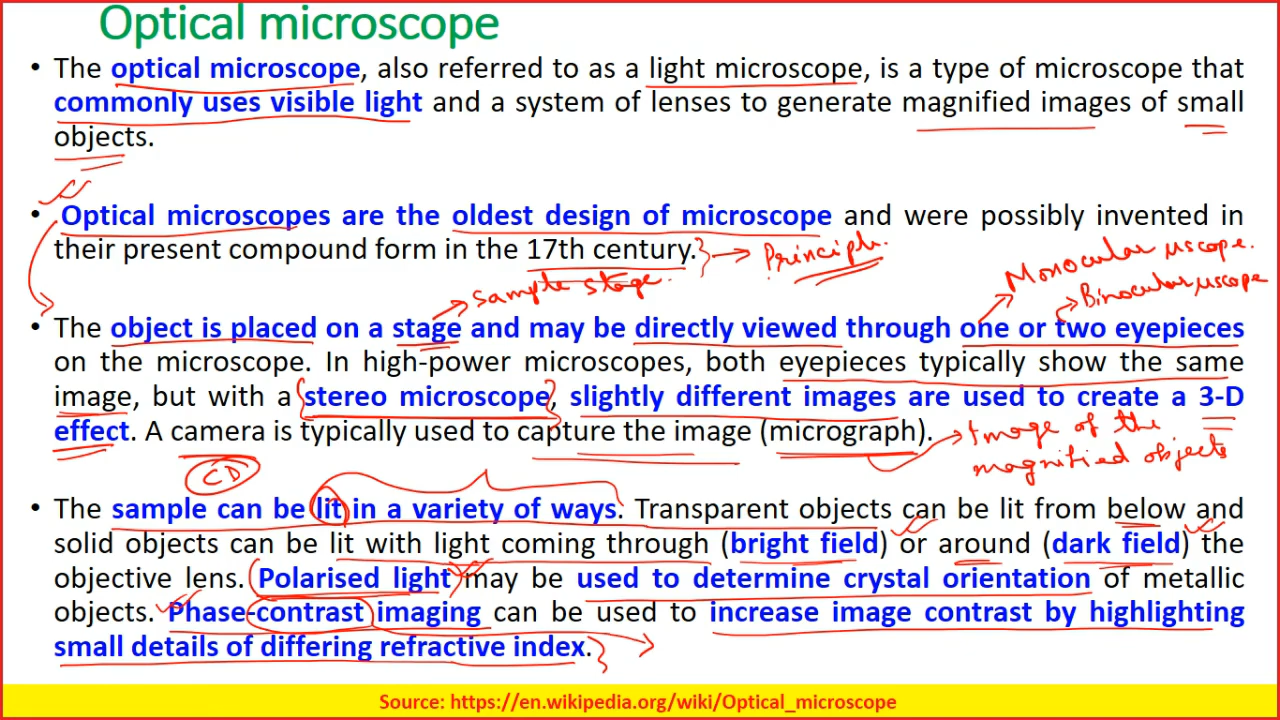 Optical microscope
• The optical microscope, also referred to as a light microscope, is a type of microscope that
commonly uses visible light and a system of lenses to generate magnified images of small
objects.
• Optical microscopes are the oldest design of microscope and were possibly invented in
their present compound form in the 17th century.
Principle.
Monocular μscope.
Sample stage.
Binocular μscope
• The object is placed on a stage and may be directly viewed through one or two eyepieces
on the microscope. In high-power microscopes, both eyepieces typically show the same
image, but with a stereo microscope, slightly different images are used to create a 3-D
effect. A camera is typically used to capture the image (micrograph).
Image of the
magnified objects
• The sample can be lit in a variety of ways. Transparent objects can be lit from below and
solid objects can be lit with light coming through (bright field) or around (dark field) the
objective lens. Polarised light may be used to determine crystal orientation of metallic
objects. Phase-contrast imaging can be used to increase image contrast by highlighting
small details of differing refractive index.
Source: https://en.wikipedia.org/wiki/Optical_microscope